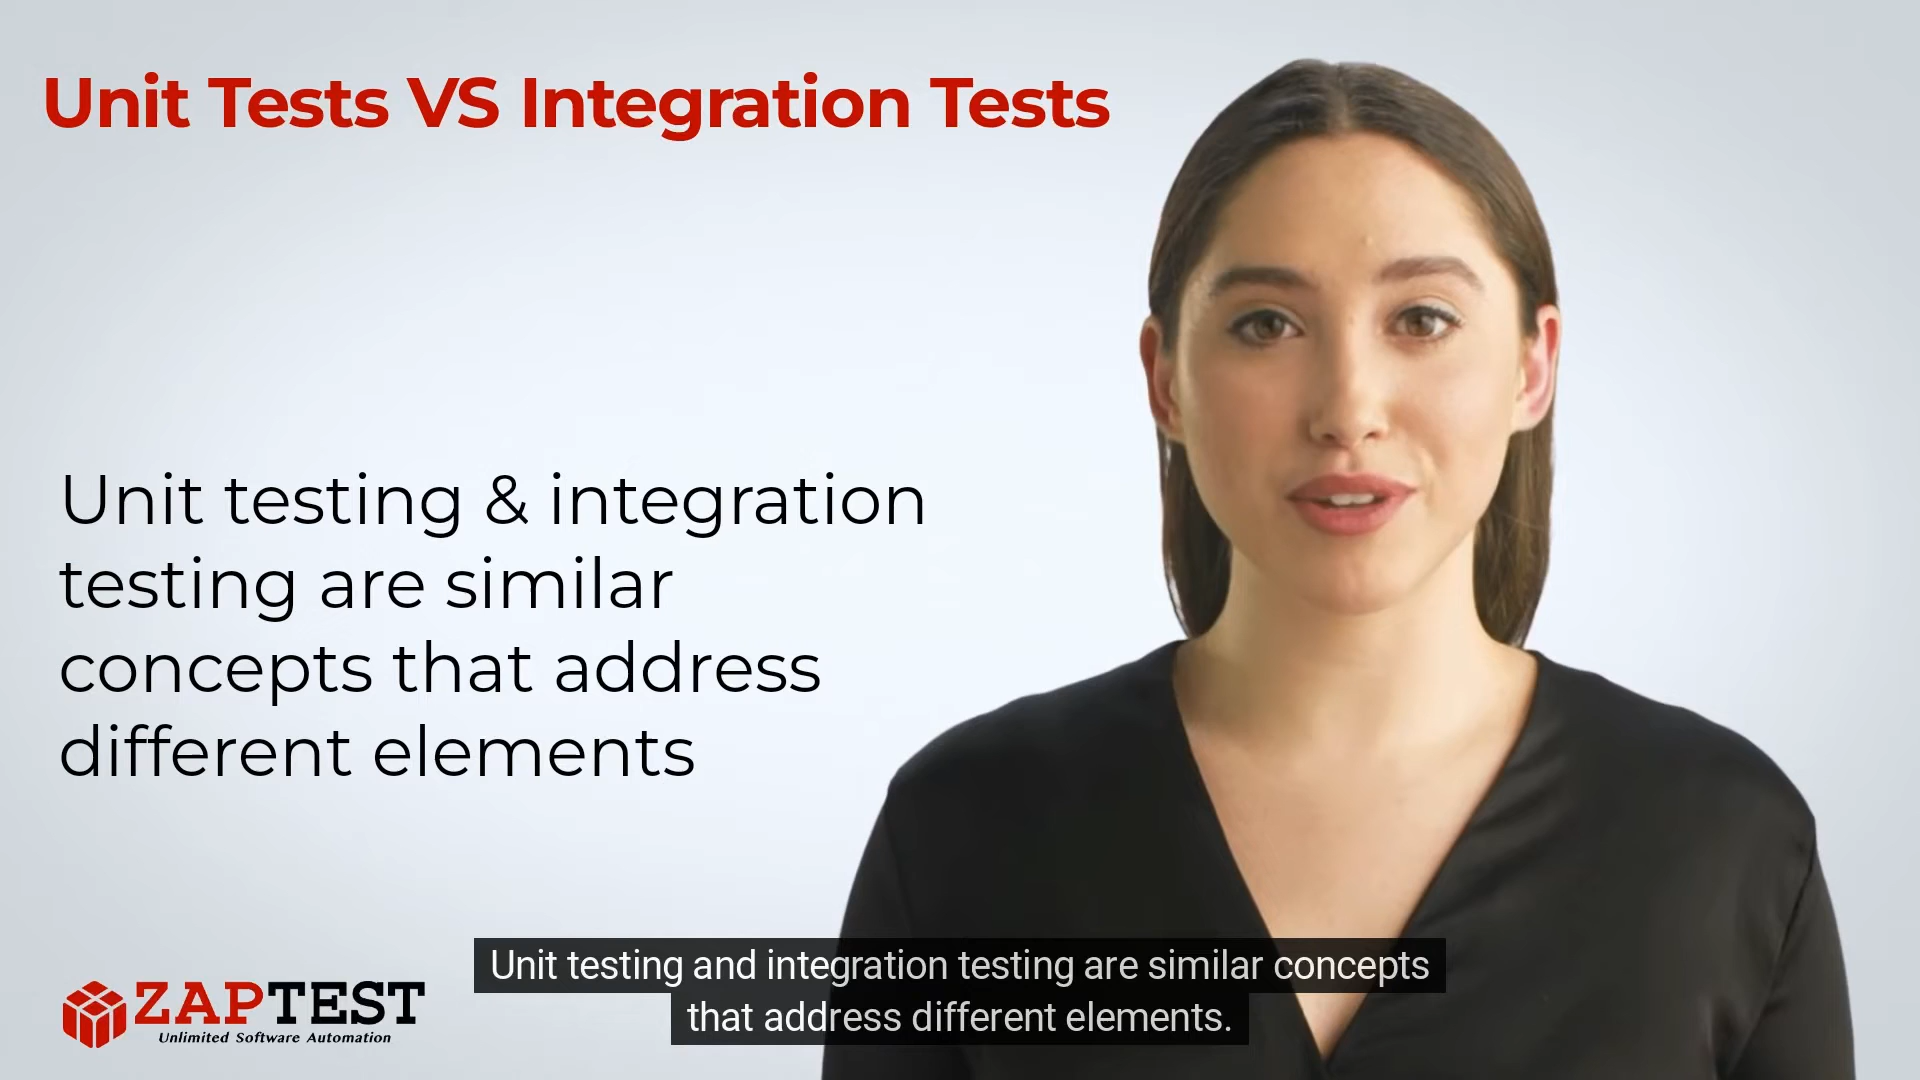 Unit Tests VS Integration Tests
Unit testing & integration
testing are similar
concepts that address
different elements
Unit testing and integration testing are similar concepts
that address different elements.
ZAPTEST
Unlimited Software Automation